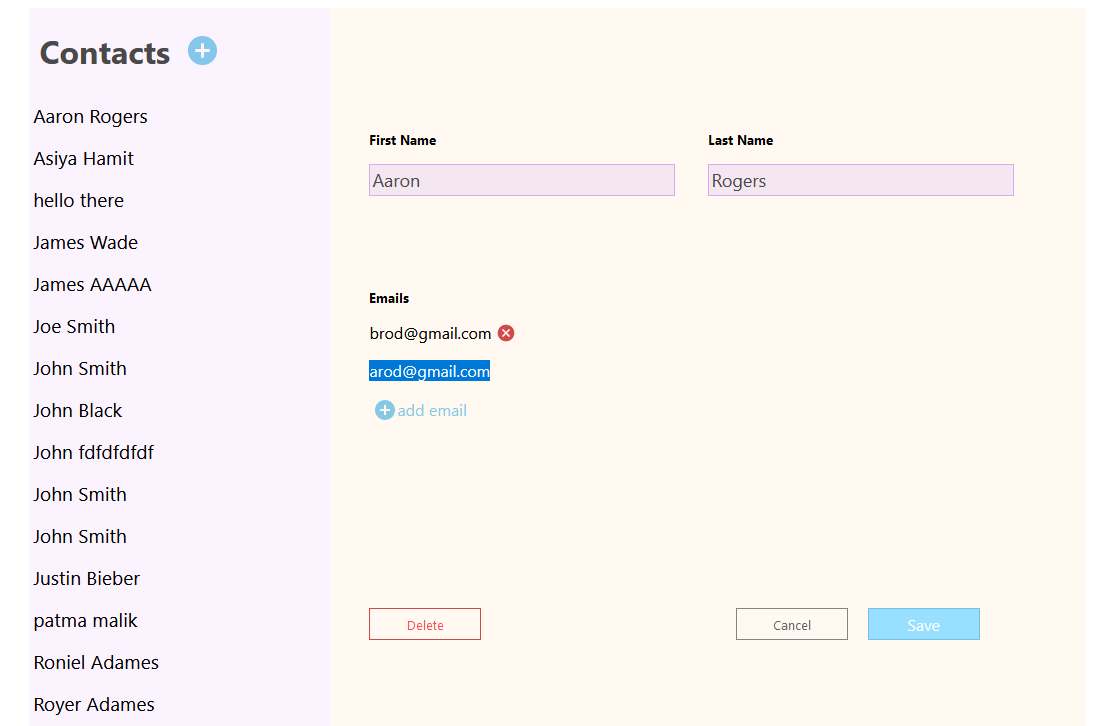 Contacts
Aaron Rogers
Asiya Hamit
hello there
James Wade
James AAAAA
Joe Smith
John Smith
John Black
John fdfdfdfdf
John Smith
John Smith
Justin Bieber
patma malik
Roniel Adames
Royer Adames
First Name
Last Name
Aaron
Rogers
Emails
brod@gmail.com
arod@gmail.com
add email
Delete
Cancel
Save